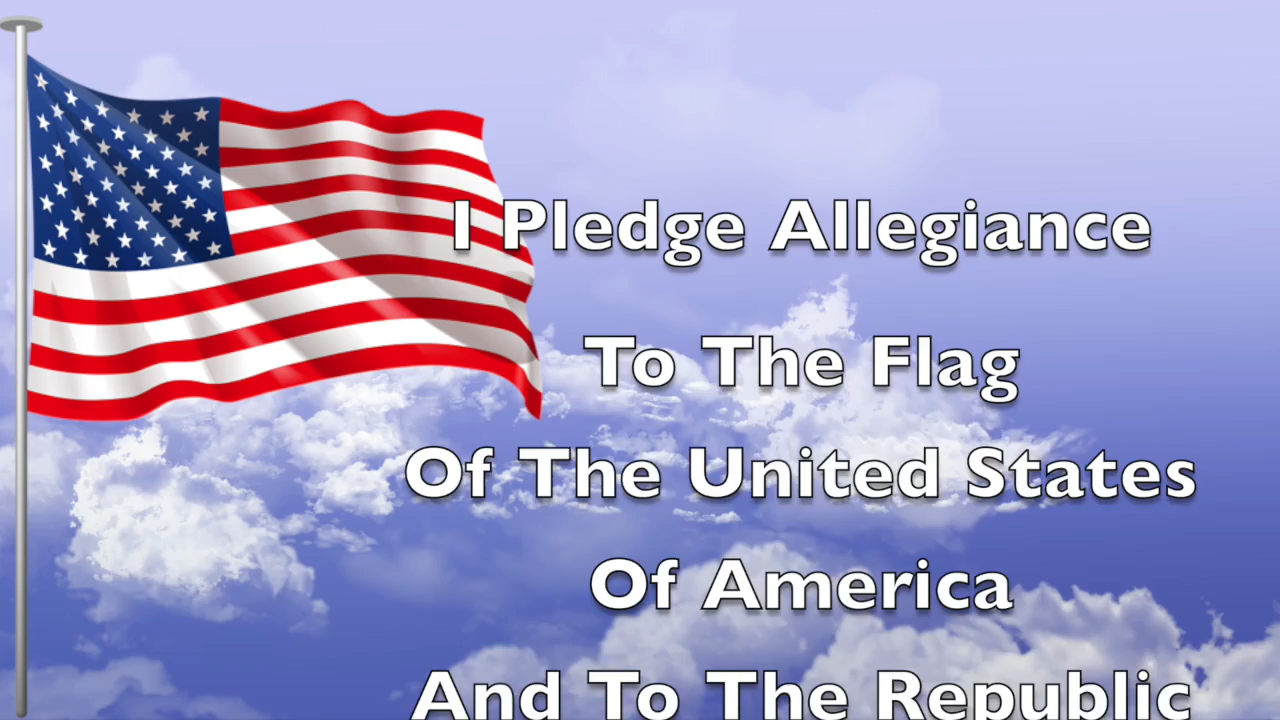 I Pledge Allegiance
To The Flag
Of The United States
Of America
And To The Republic